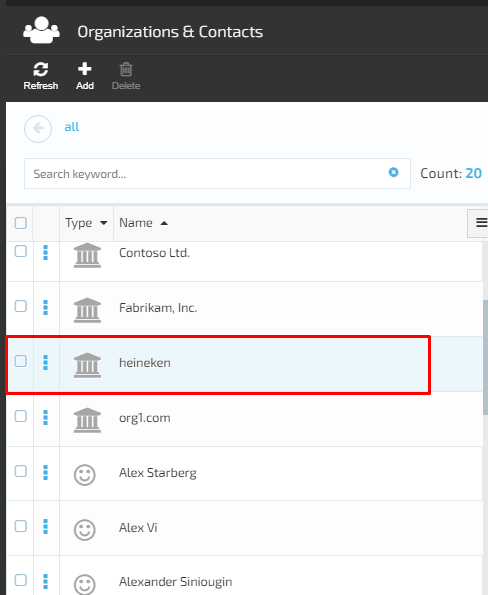 Organizations & Contacts
Refresh Add Delete
all
Search keyword... Count: 20
Type Name
Contoso Ltd.
Fabrikam, Inc.
heineken
org1.com
Alex Starberg
Alex Vi
Alexander Siniougin